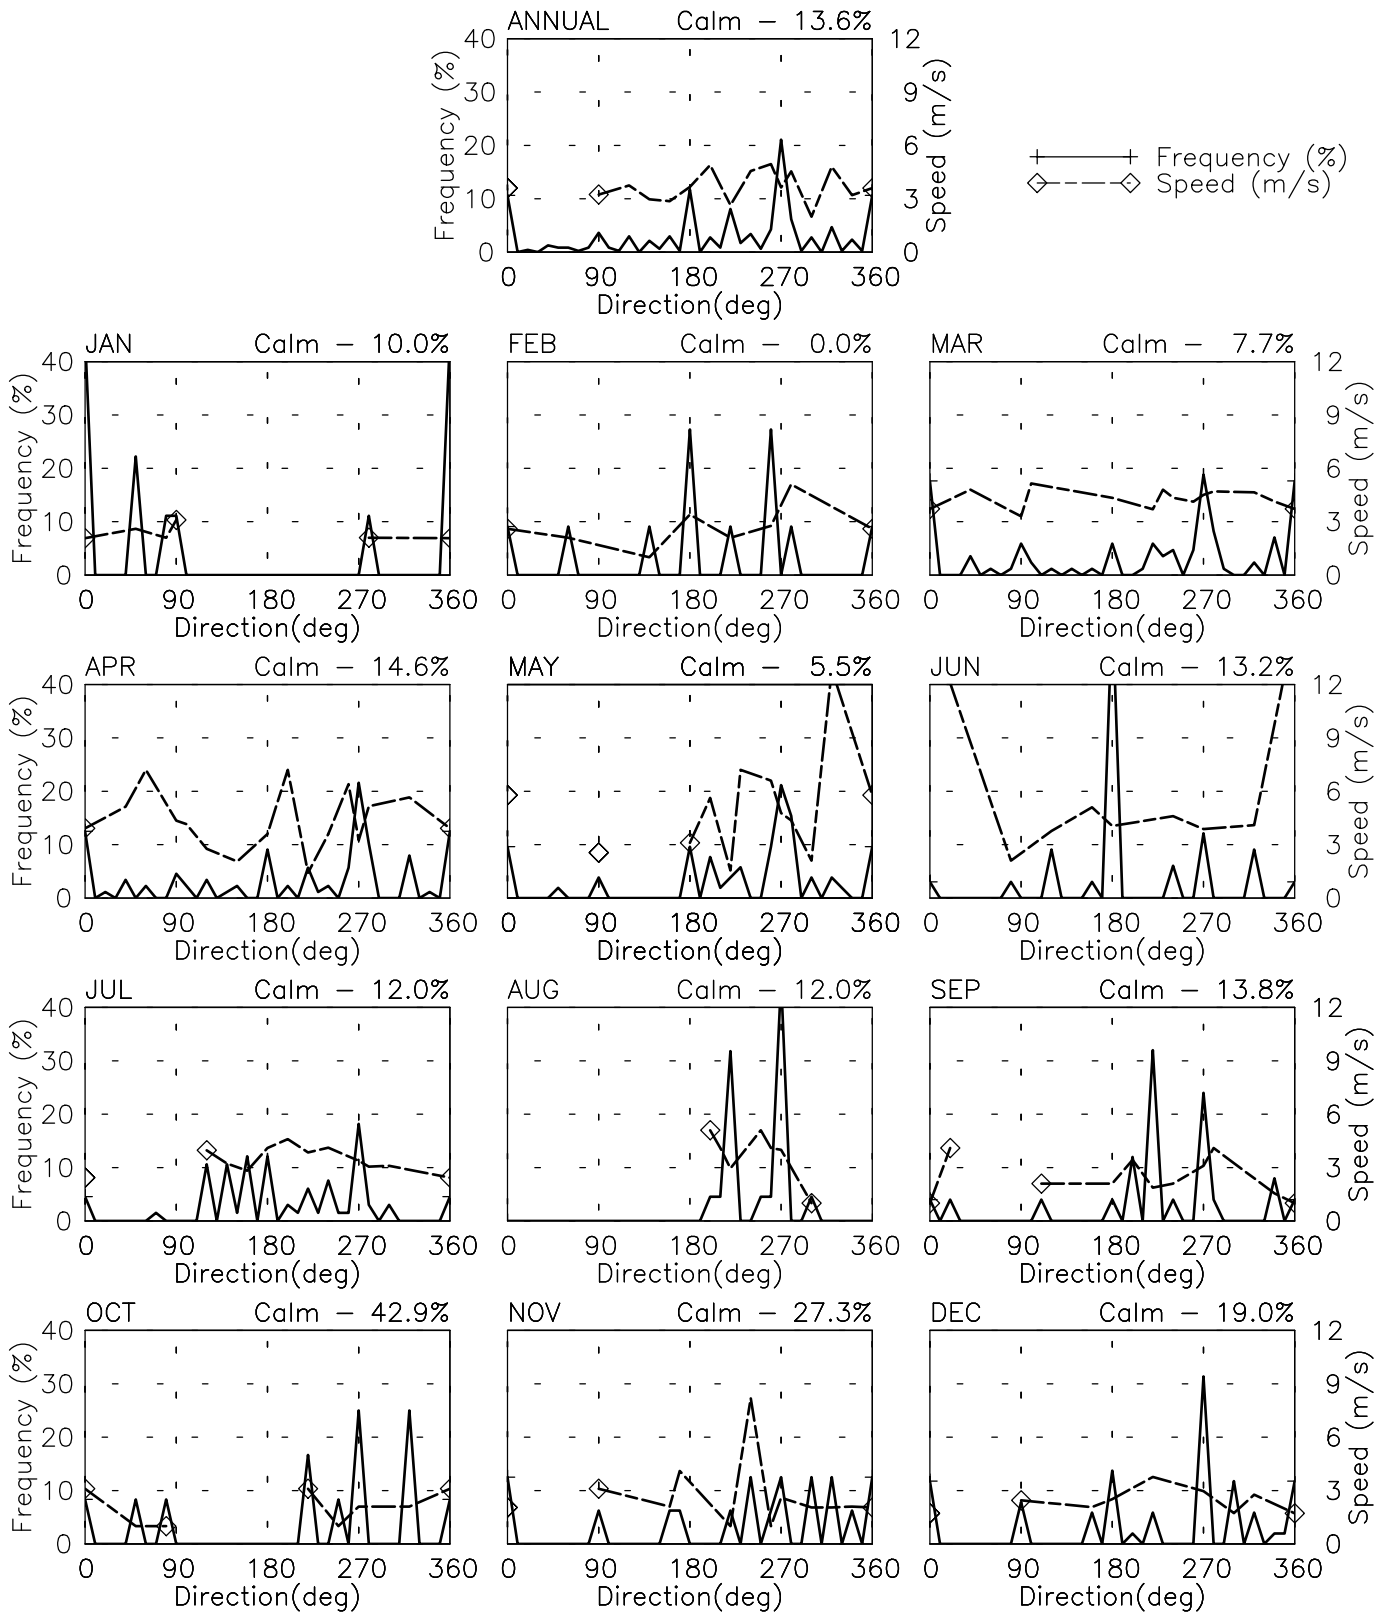 ANNUAL Calm - 13.6%
40 12
30 9
20 6
10 3
0 0
Frequency (%)
Speed (m/s)
0 90 180 270 360
Direction(deg)
Frequency (%)
Speed (m/s)
JAN Calm - 10.0%
FEB Calm - 0.0%
MAR Calm - 7.7%
40 12
30 9
20 6
10 3
0 0
Frequency (%)
Speed (m/s)
0 90 180 270 360
0 90 180 270 360
0 90 180 270 360
Direction(deg)
Direction(deg)
Direction(deg)
APR Calm - 14.6%
MAY Calm - 5.5%
JUN Calm - 13.2%
40 12
30 9
20 6
10 3
0 0
Frequency (%)
Speed (m/s)
0 90 180 270 360
0 90 180 270 360
0 90 180 270 360
Direction(deg)
Direction(deg)
Direction(deg)
JUL Calm - 12.0%
AUG Calm - 12.0%
SEP Calm - 13.8%
40 12
30 9
20 6
10 3
0 0
Frequency (%)
Speed (m/s)
0 90 180 270 360
0 90 180 270 360
0 90 180 270 360
Direction(deg)
Direction(deg)
Direction(deg)
OCT Calm - 42.9%
NOV Calm - 27.3%
DEC Calm - 19.0%
40 12
30 9
20 6
10 3
0 0
Frequency (%)
Speed (m/s)
0 90 180 270 360
0 90 180 270 360
0 90 180 270 360
Direction(deg)
Direction(deg)
Direction(deg)